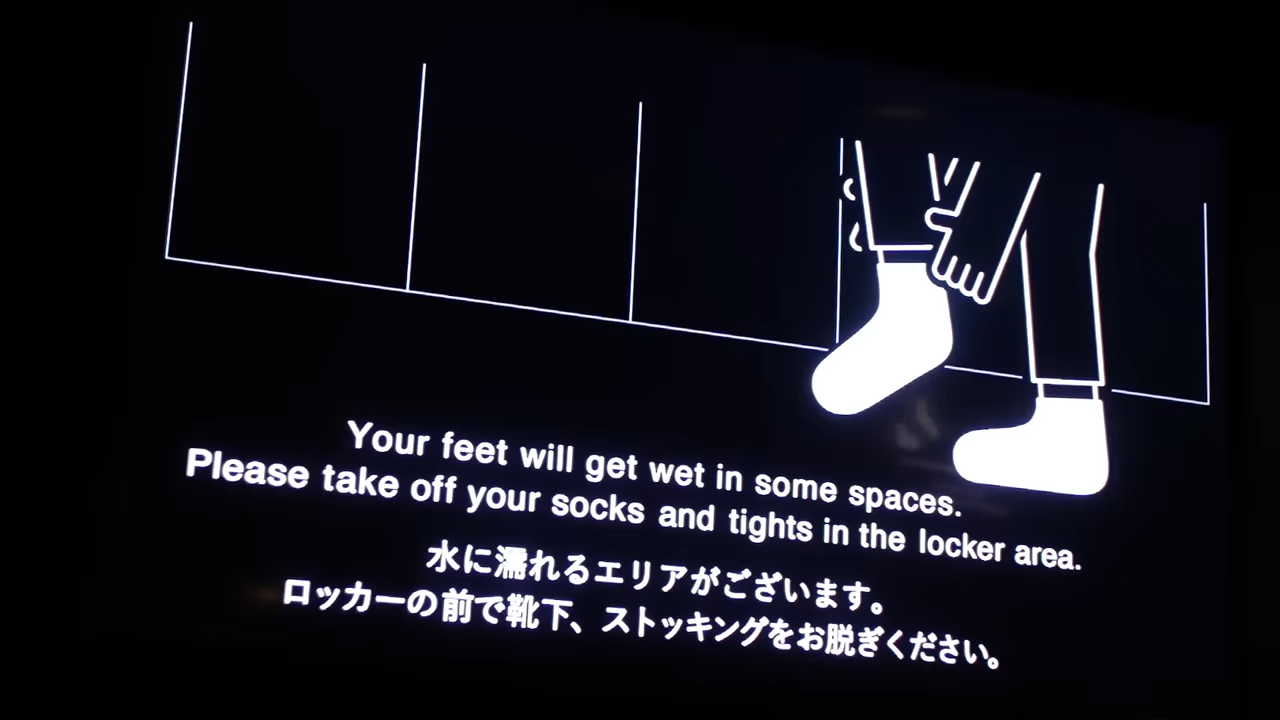 Your feet will get wet in some spaces.
Please take off your socks and tights in the locker area.
水に濡れるエリアがございます。
ロッカーの前で靴下、ストッキングをお脱ぎください。